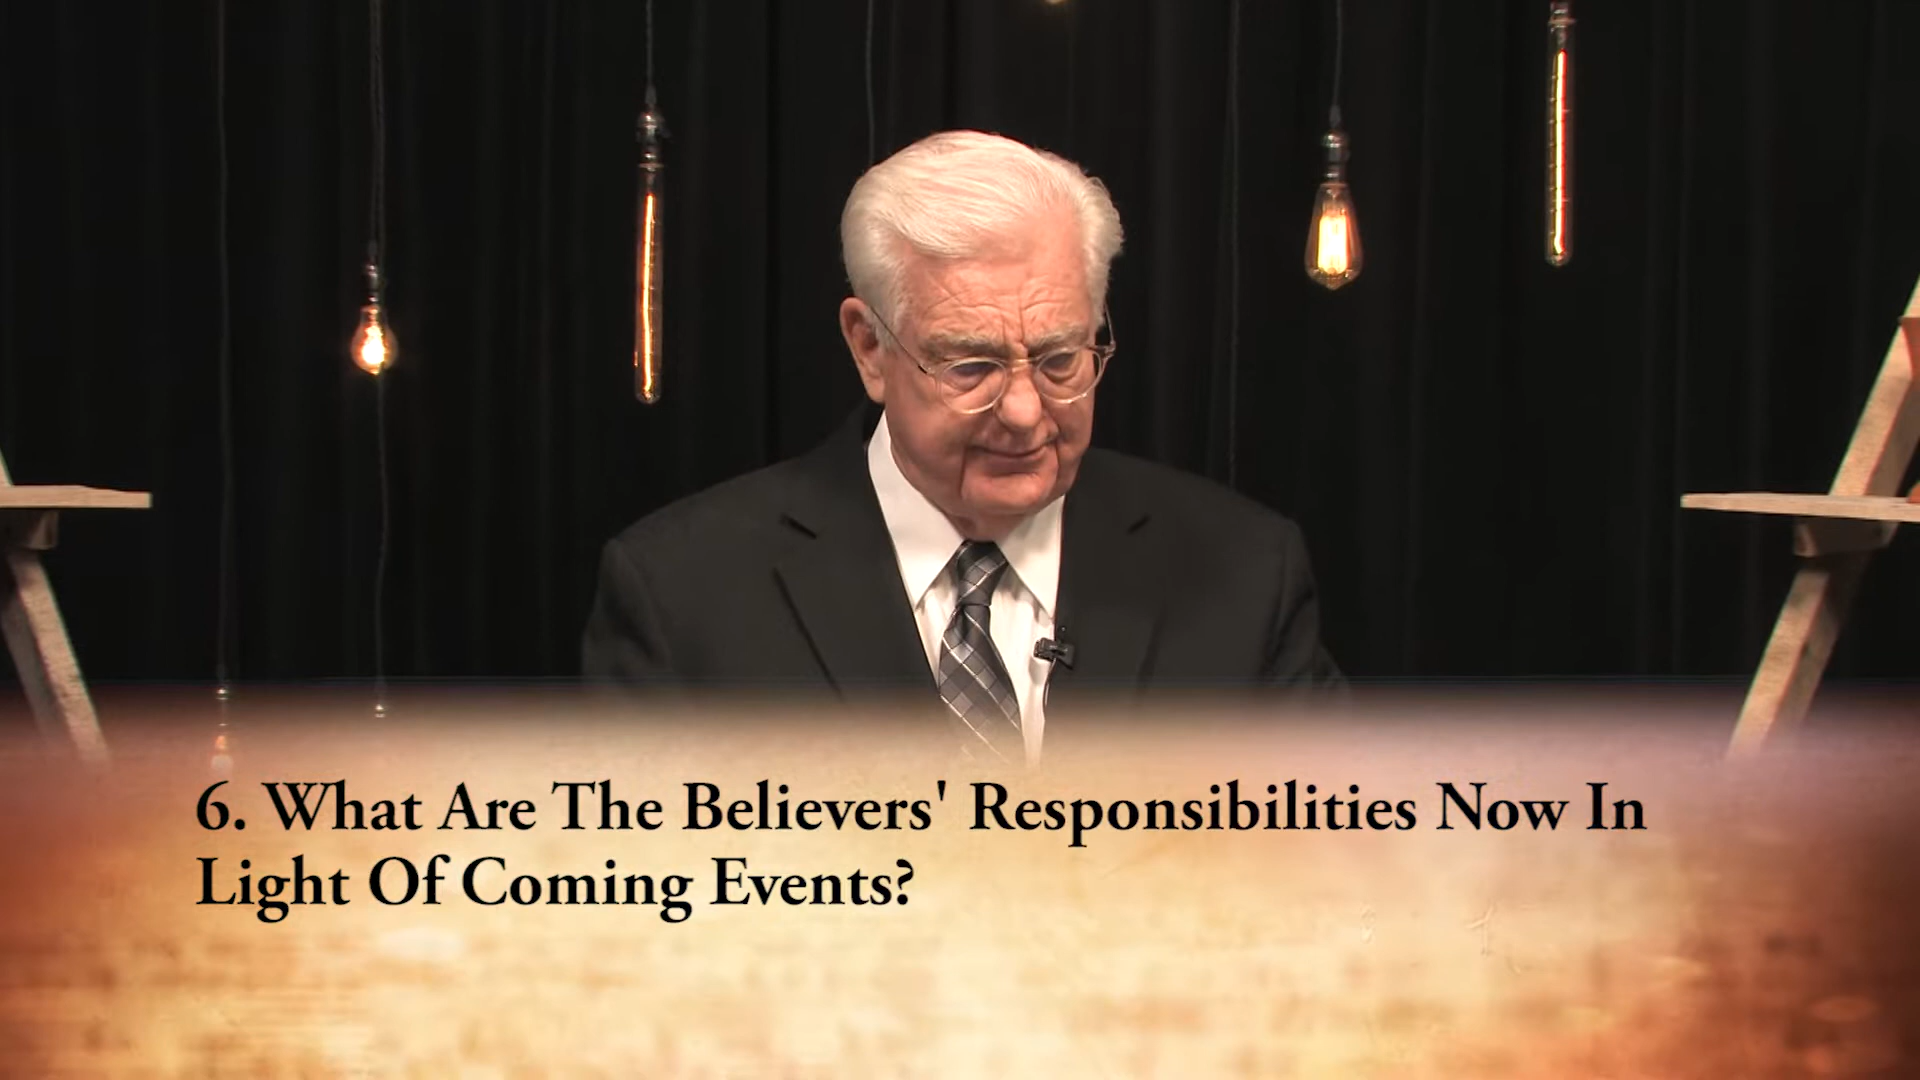 6. What Are The Believers' Responsibilities Now In
Light Of Coming Events?